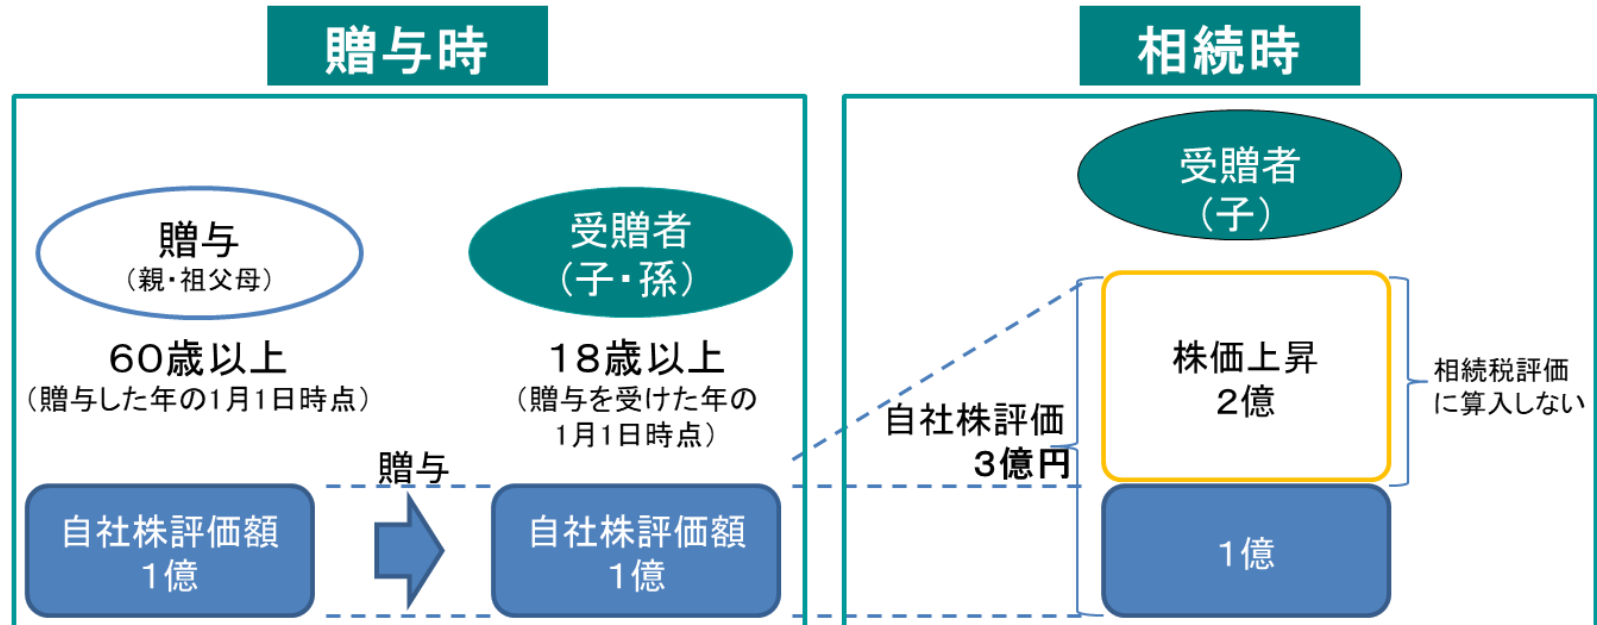 贈与時
贈与
（親・祖父母）
受贈者
（子・孫）
６０歳以上
（贈与した年の1月1日時点）
１８歳以上
（贈与を受けた年の
1月1日時点）
贈与
自社株評価額
１億
自社株評価額
１億
相続時
受贈者
（子）
自社株評価
３億円
株価上昇
２億
相続税評価
に算入しない
１億